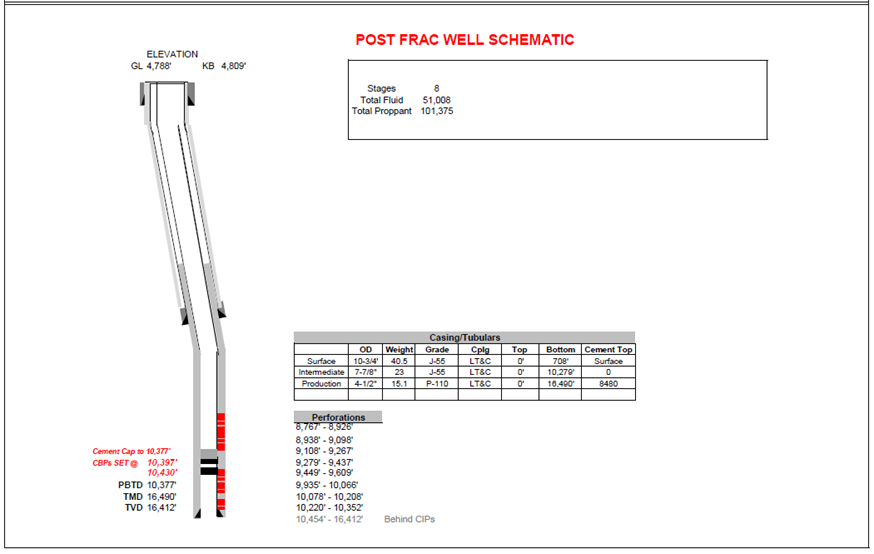 POST FRAC WELL SCHEMATIC
ELEVATION
GL 4,788' KB 4,809'
Stages 8
Total Fluid 51,008
Total Proppant 101,375
Casing/Tubulars
OD Weight Grade Cplg Top Bottom Cement Top
Surface 10-3/4' 40.5 J-55 LT&C 0' 708' Surface
Intermediate 7-7/8" 23 J-55 LT&C 0' 10,279' 0
Production 4-1/2" 15.1 P-110 LT&C 0' 16,490' 8480
Perforations
8,767' - 8,926'
8,938' - 9,098'
9,108' - 9,267'
9,279' - 9,437'
9,449' - 9,609'
9,935' - 10,066'
10,078' - 10,208'
10,220' - 10,352'
10,454' - 16,412' Behind CIPs
Cement Cap to 10,377'
CBPs SET @ 10,397'
10,430'
PBTD 10,377'
TMD 16,490'
TVD 16,412'